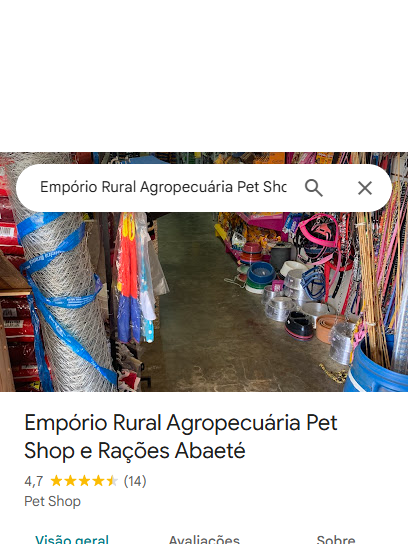 Empório Rural Agropecuária Pet Sho
Empório Rural Agropecuária Pet
Shop e Rações Abaeté
4,7 (14)
Pet Shop
Visão geral Avaliações Sobre